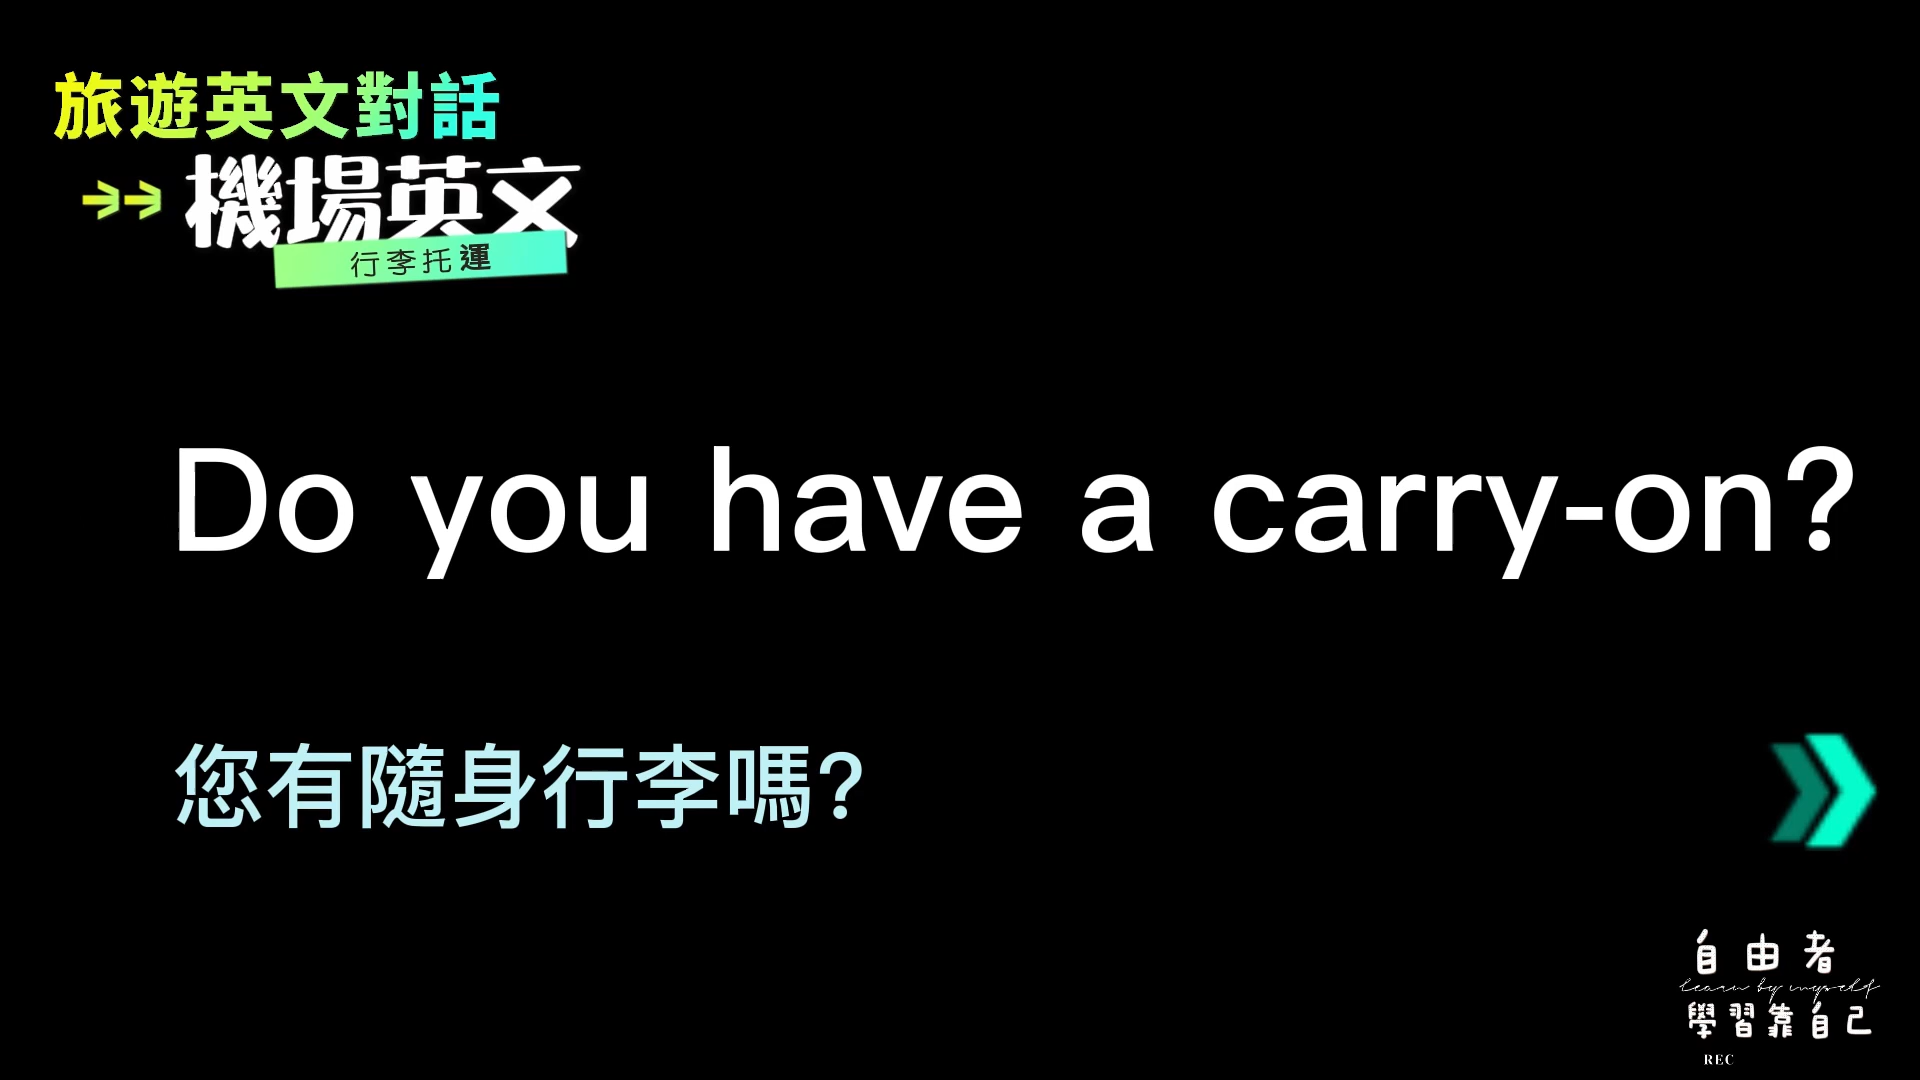 旅遊英文對話
機場英文
行李托運
Do you have a carry-on?
您有隨身行李嗎?
自由者
learn by myself
學習靠自己
REC